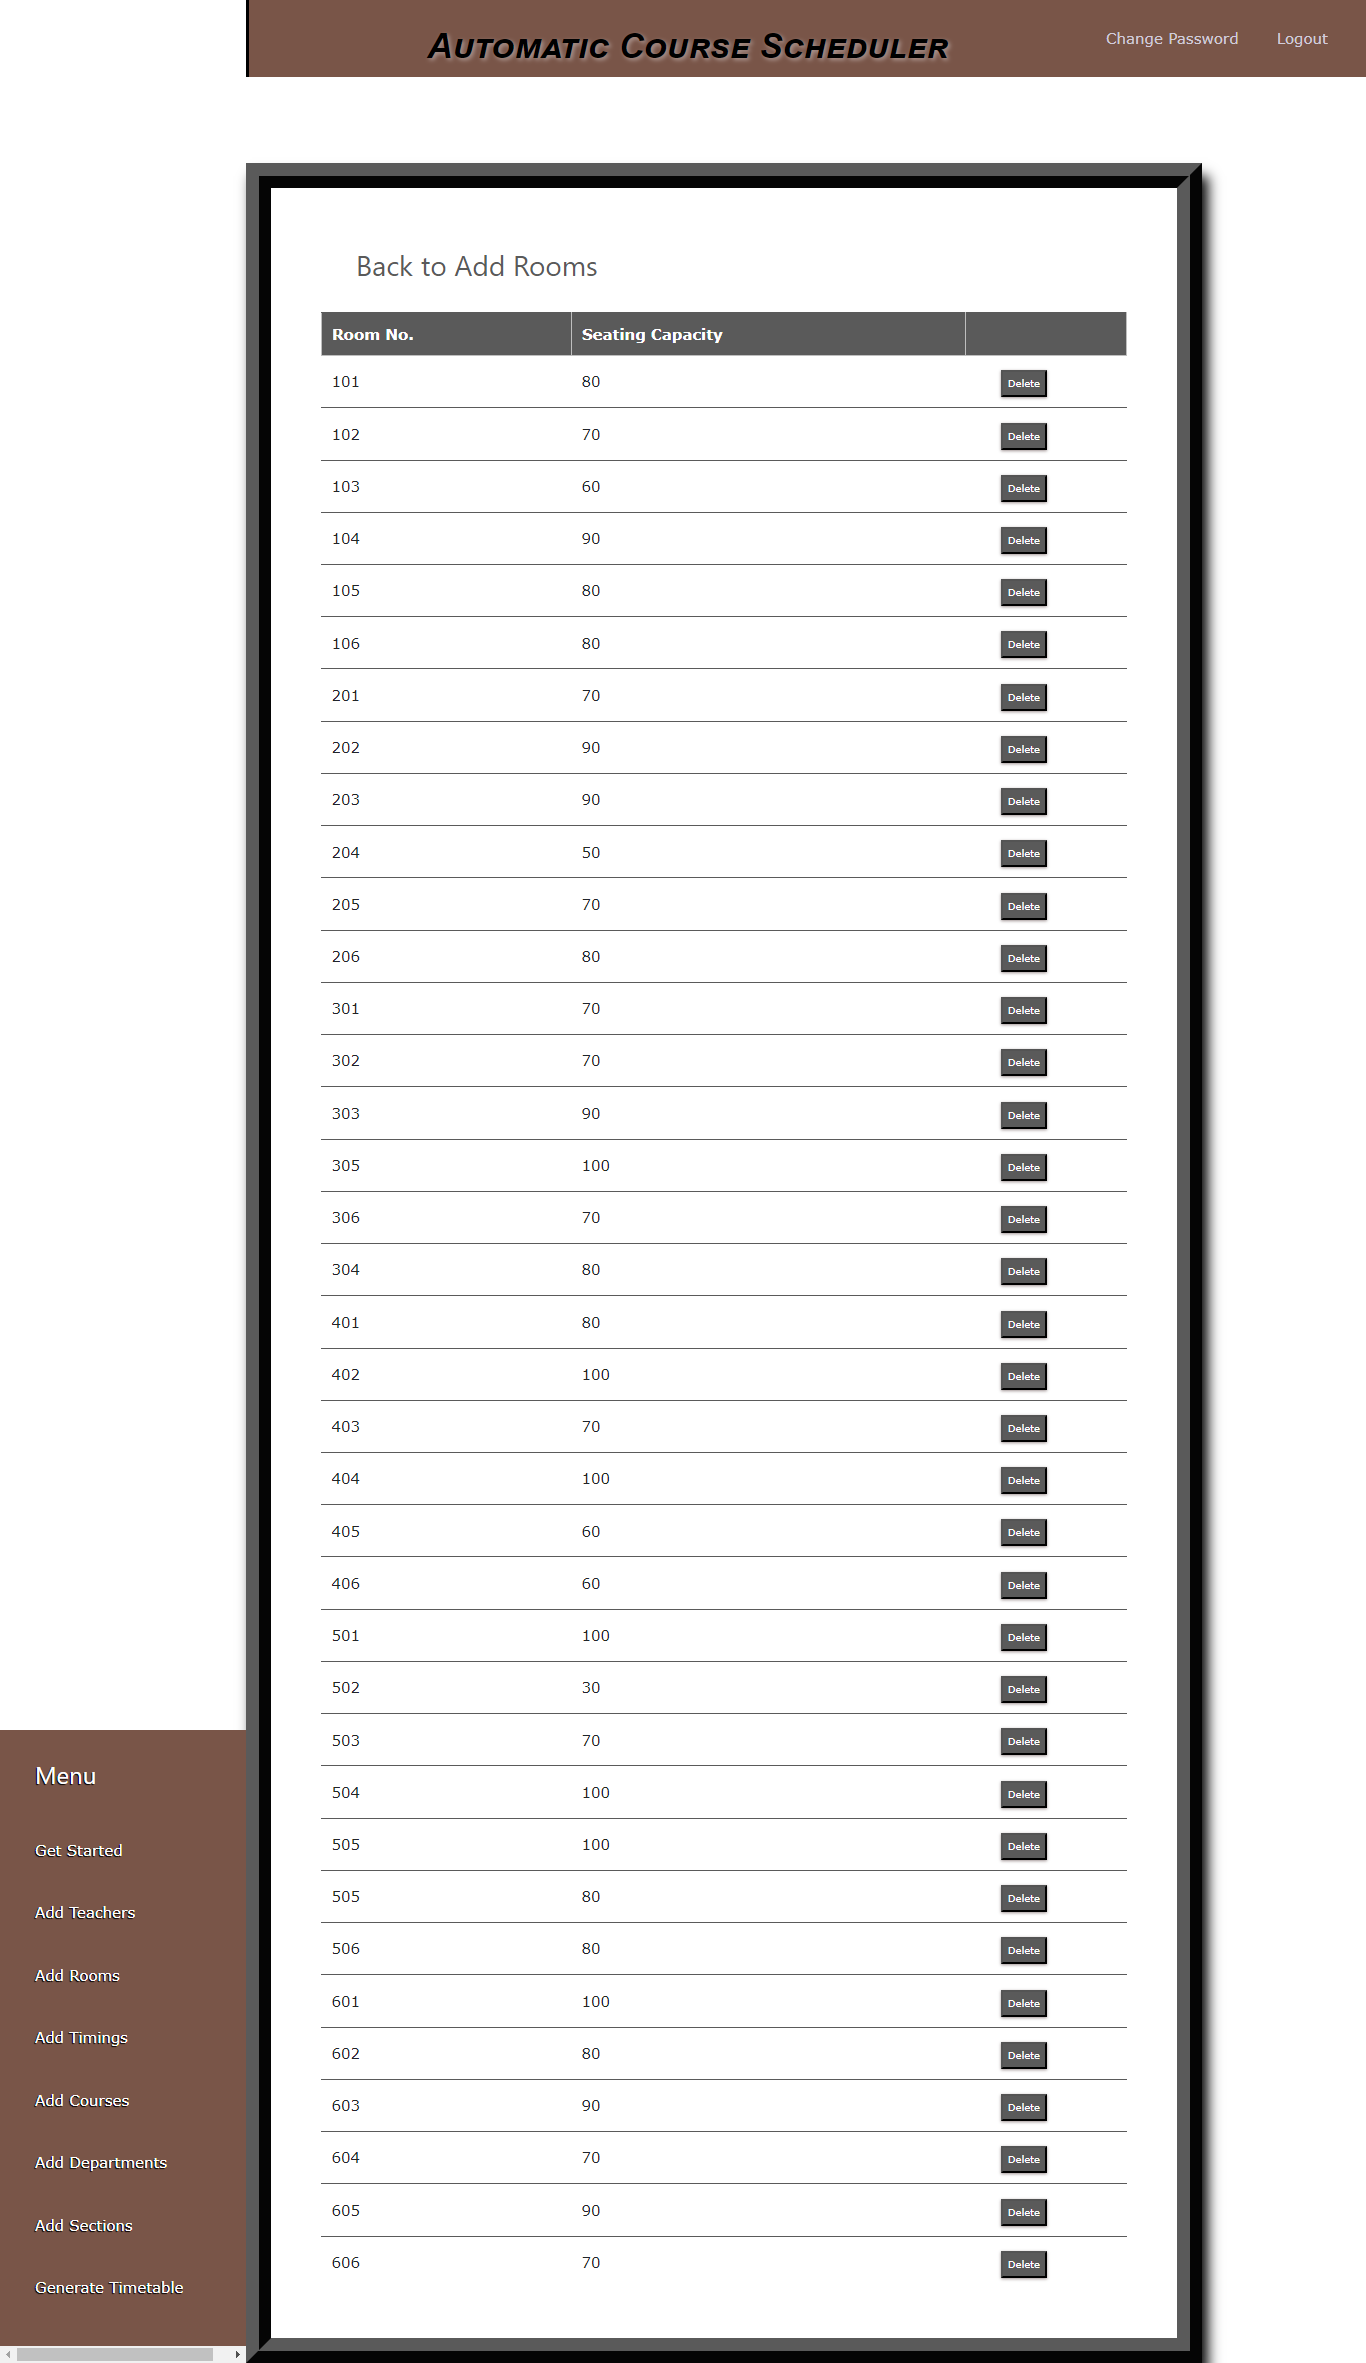 Automatic Course Scheduler
Change Password Logout
Back to Add Rooms
Room No. Seating Capacity
101 80 Delete
102 70 Delete
103 60 Delete
104 90 Delete
105 80 Delete
106 80 Delete
201 70 Delete
202 90 Delete
203 90 Delete
204 50 Delete
205 70 Delete
206 80 Delete
301 70 Delete
302 70 Delete
303 90 Delete
305 100 Delete
306 70 Delete
304 80 Delete
401 80 Delete
402 100 Delete
403 70 Delete
404 100 Delete
405 60 Delete
406 60 Delete
501 100 Delete
502 30 Delete
503 70 Delete
504 100 Delete
505 100 Delete
505 80 Delete
506 80 Delete
601 100 Delete
602 80 Delete
603 90 Delete
604 70 Delete
605 90 Delete
606 70 Delete
Menu
Get Started
Add Teachers
Add Rooms
Add Timings
Add Courses
Add Departments
Add Sections
Generate Timetable